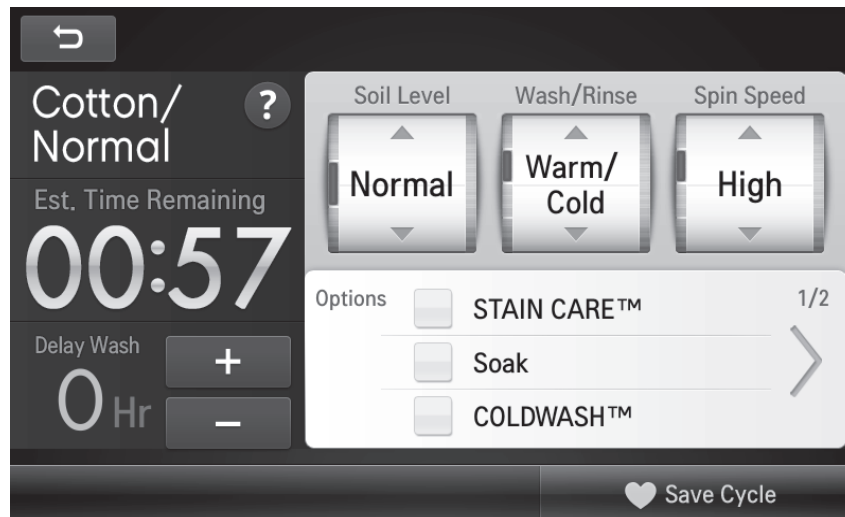 Cotton/
Normal
?
Est. Time Remaining
00:57
Delay Wash
+
0 Hr
−
Soil Level
Normal
Wash/Rinse
Warm/
Cold
Spin Speed
High
Options
1/2
STAIN CARE™
Soak
COLDWASH™
Save Cycle